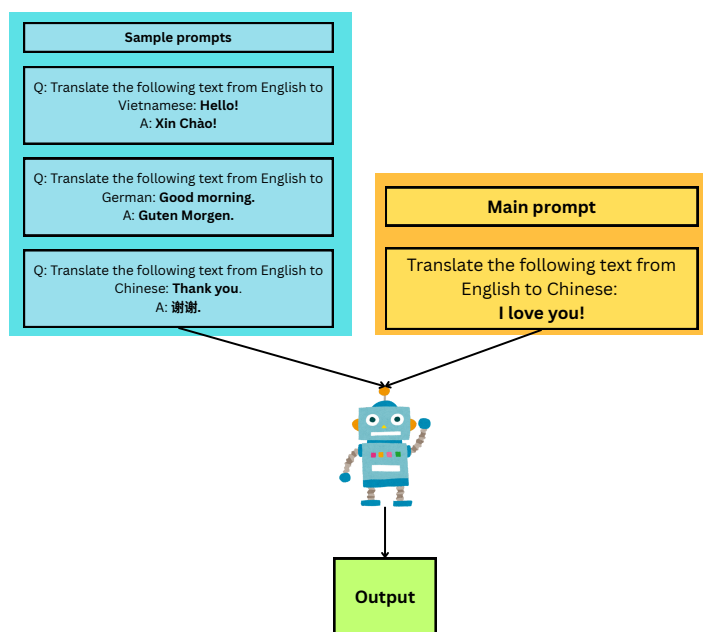 Sample prompts
Q: Translate the following text from English to
Vietnamese: Hello!
A: Xin Chào!
Q: Translate the following text from English to
German: Good morning.
A: Guten Morgen.
Q: Translate the following text from English to
Chinese: Thank you.
A: 谢谢.
Main prompt
Translate the following text from
English to Chinese:
I love you!
Output